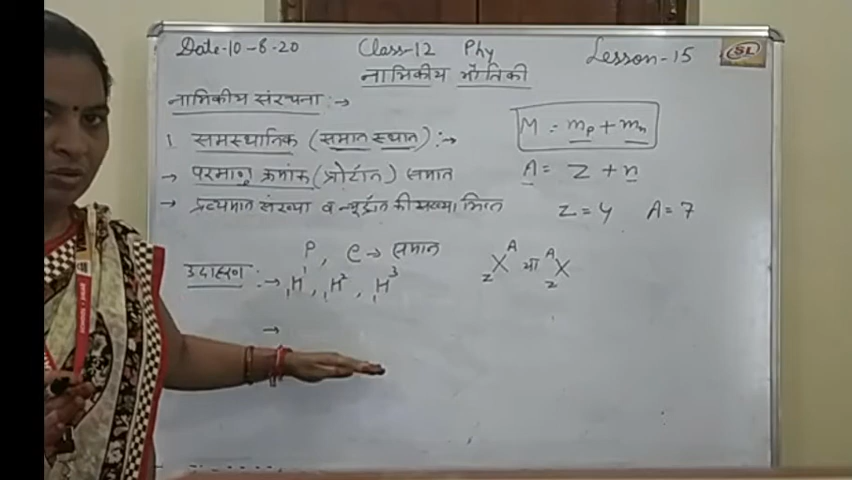 Date-10-8-20 Class-12 Phy Lesson-15
SL
नाभिकीय भौतिकी
नाभिकीय संरचना :→
M = mp + mn
1. समस्थानिक (समान स्थान) :→
→ परमाणु क्रमांक (प्रोटॉन) समान
A = Z + n
→ द्रव्यमान संख्या व न्यूट्रॉन की संख्या भिन्न
Z = 4 A = 7
P, e → समान
zXᴬ या ᴬzX
उदाहरण :→ ₁H¹, ₁H², ₁H³
→